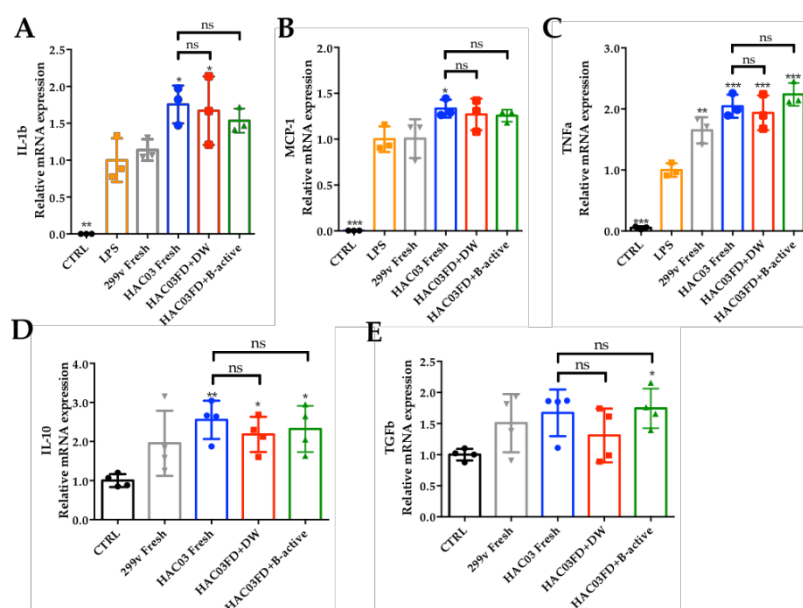 A
IL-1b
Relative mRNA expression
2.5
2.0
1.5
1.0
0.5
0.0
**
*
*
ns
ns
CTRL
LPS
299v Fresh
HAC03 Fresh
HAC03FD+DW
HAC03FD+B-active
B
MCP-1
Relative mRNA expression
2.0
1.5
1.0
0.5
0.0
***
*
ns
ns
CTRL
LPS
299v Fresh
HAC03 Fresh
HAC03FD+DW
HAC03FD+B-active
C
TNFa
Relative mRNA expression
3.0
2.0
1.0
0.0
***
**
***
***
***
ns
ns
CTRL
LPS
299v Fresh
HAC03 Fresh
HAC03FD+DW
HAC03FD+B-active
D
IL-10
Relative mRNA expression
4.0
3.0
2.0
1.0
0.0
**
*
*
ns
ns
CTRL
299v Fresh
HAC03 Fresh
HAC03FD+DW
HAC03FD+B-active
E
TGFb
Relative mRNA expression
2.5
2.0
1.5
1.0
0.5
0.0
*
ns
ns
CTRL
299v Fresh
HAC03 Fresh
HAC03FD+DW
HAC03FD+B-active